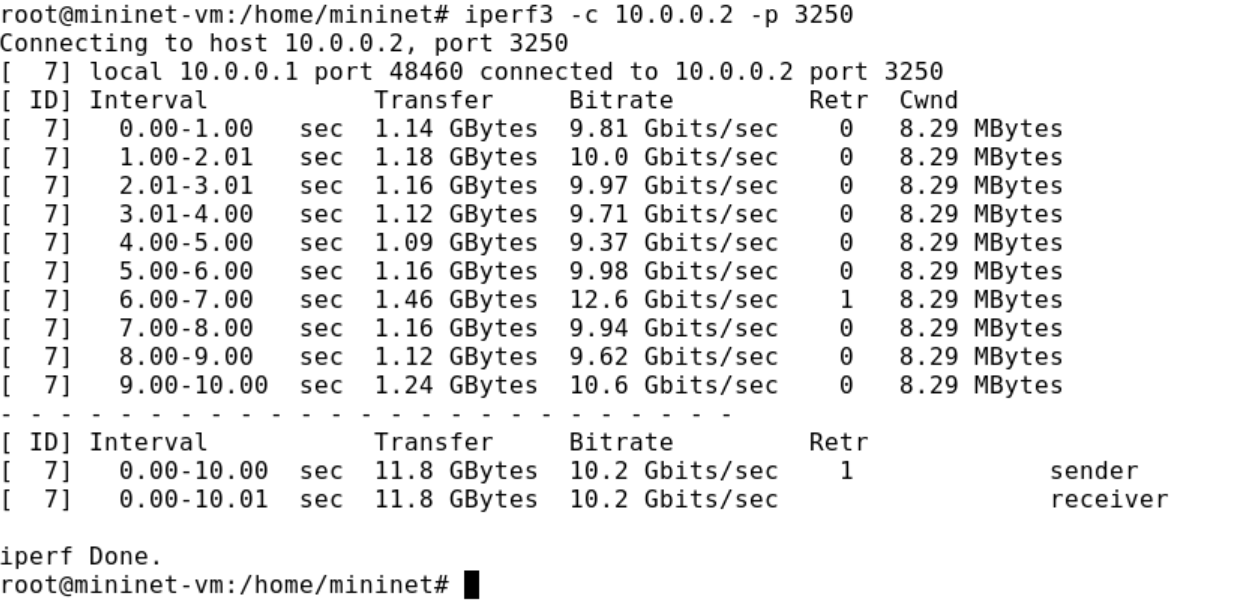 root@mininet-vm:/home/mininet# iperf3 -c 10.0.0.2 -p 3250
Connecting to host 10.0.0.2, port 3250
[  7] local 10.0.0.1 port 48460 connected to 10.0.0.2 port 3250
[ ID] Interval           Transfer     Bitrate         Retr  Cwnd
[  7]   0.00-1.00   sec  1.14 GBytes  9.81 Gbits/sec    0   8.29 MBytes
[  7]   1.00-2.01   sec  1.18 GBytes  10.0 Gbits/sec    0   8.29 MBytes
[  7]   2.01-3.01   sec  1.16 GBytes  9.97 Gbits/sec    0   8.29 MBytes
[  7]   3.01-4.00   sec  1.12 GBytes  9.71 Gbits/sec    0   8.29 MBytes
[  7]   4.00-5.00   sec  1.09 GBytes  9.37 Gbits/sec    0   8.29 MBytes
[  7]   5.00-6.00   sec  1.16 GBytes  9.98 Gbits/sec    0   8.29 MBytes
[  7]   6.00-7.00   sec  1.46 GBytes  12.6 Gbits/sec    1   8.29 MBytes
[  7]   7.00-8.00   sec  1.16 GBytes  9.94 Gbits/sec    0   8.29 MBytes
[  7]   8.00-9.00   sec  1.12 GBytes  9.62 Gbits/sec    0   8.29 MBytes
[  7]   9.00-10.00  sec  1.24 GBytes  10.6 Gbits/sec    0   8.29 MBytes
- - - - - - - - - - - - - - - - - - - - - - - - -
[ ID] Interval           Transfer     Bitrate         Retr
[  7]   0.00-10.00  sec  11.8 GBytes  10.2 Gbits/sec    1             sender
[  7]   0.00-10.01  sec  11.8 GBytes  10.2 Gbits/sec                  receiver

iperf Done.
root@mininet-vm:/home/mininet#